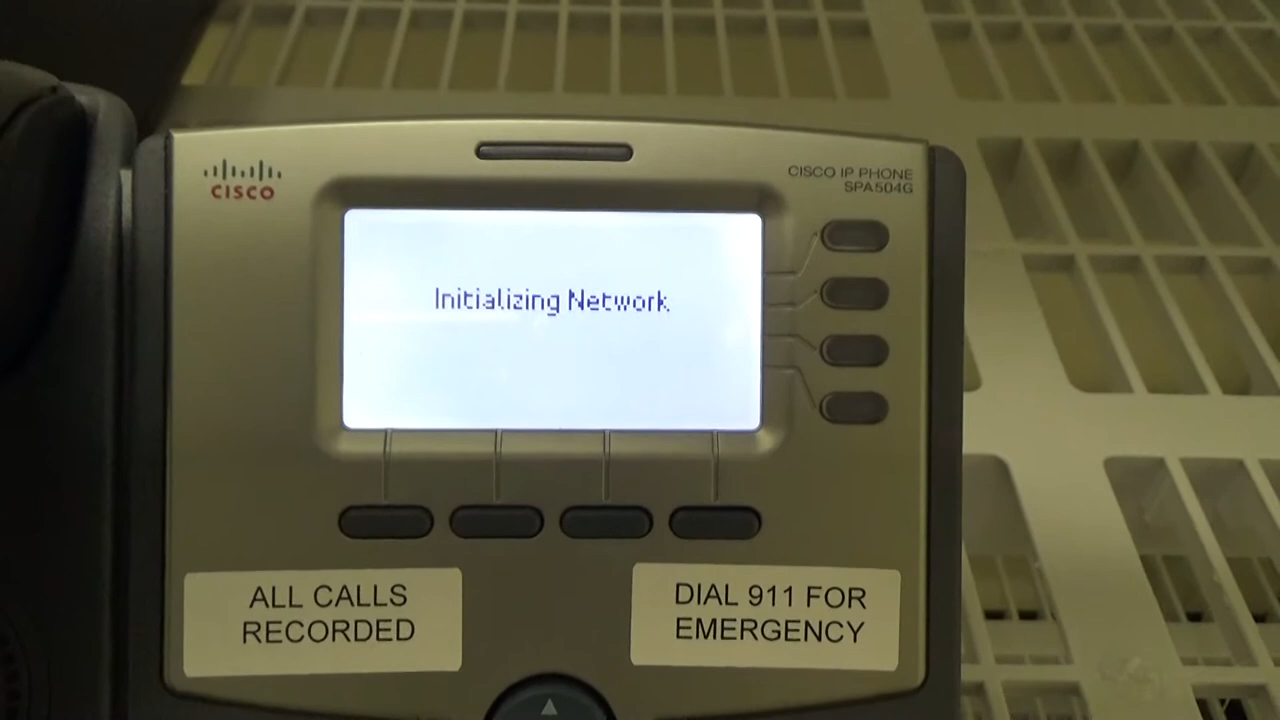 CISCO
CISCO IP PHONE
SPA504G
Initializing Network
ALL CALLS
RECORDED
DIAL 911 FOR
EMERGENCY